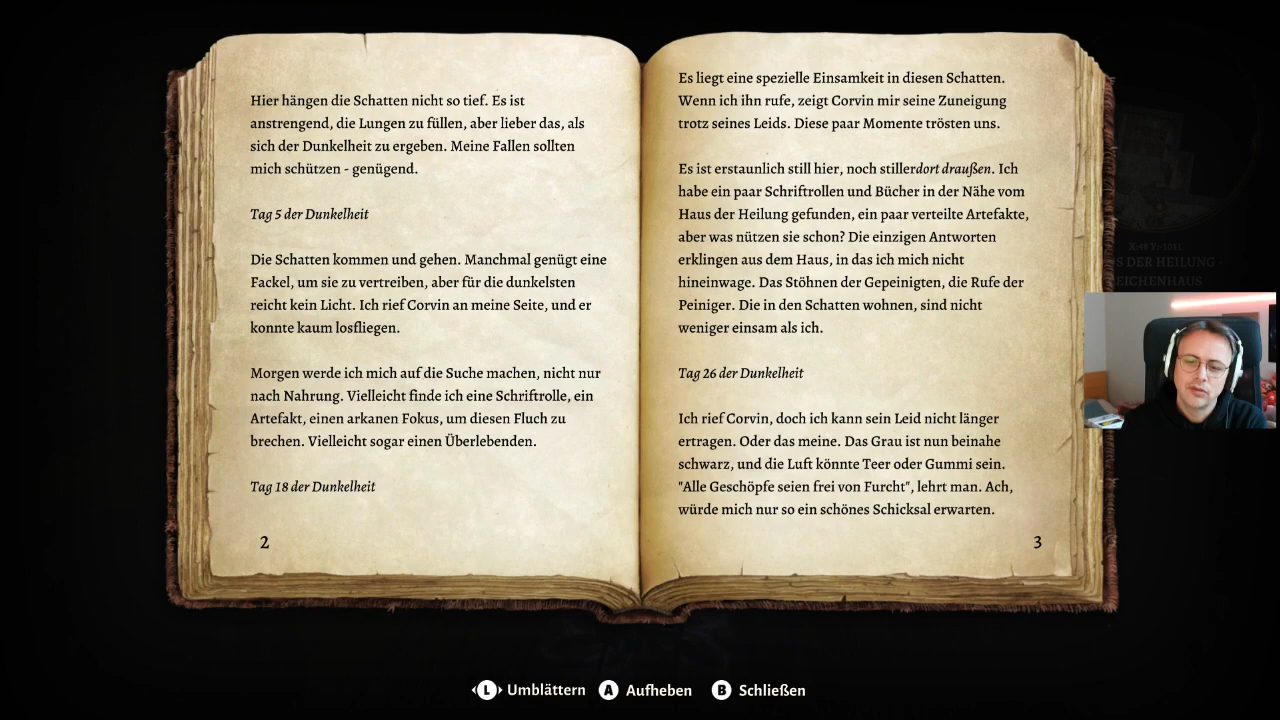 Hier hängen die Schatten nicht so tief. Es ist
anstrengend, die Lungen zu füllen, aber lieber das, als
sich der Dunkelheit zu ergeben. Meine Fallen sollten
mich schützen - genügend.
Tag 5 der Dunkelheit
Die Schatten kommen und gehen. Manchmal genügt eine
Fackel, um sie zu vertreiben, aber für die dunkelsten
reicht kein Licht. Ich rief Corvin an meine Seite, und er
konnte kaum losfliegen.
Morgen werde ich mich auf die Suche machen, nicht nur
nach Nahrung. Vielleicht finde ich eine Schriftrolle, ein
Artefakt, einen arkanen Fokus, um diesen Fluch zu
brechen. Vielleicht sogar einen Überlebenden.
Tag 18 der Dunkelheit
2
Es liegt eine spezielle Einsamkeit in diesen Schatten.
Wenn ich ihn rufe, zeigt Corvin mir seine Zuneigung
trotz seines Leids. Diese paar Momente trösten uns.
Es ist erstaunlich still hier, noch stillerdort draußen. Ich
habe ein paar Schriftrollen und Bücher in der Nähe vom
Haus der Heilung gefunden, ein paar verteilte Artefakte,
aber was nützen sie schon? Die einzigen Antworten
erklingen aus dem Haus, in das ich mich nicht
hineinwage. Das Stöhnen der Gepeinigten, die Rufe der
Peiniger. Die in den Schatten wohnen, sind nicht
weniger einsam als ich.
Tag 26 der Dunkelheit
Ich rief Corvin, doch ich kann sein Leid nicht länger
ertragen. Oder das meine. Das Grau ist nun beinahe
schwarz, und die Luft könnte Teer oder Gummi sein.
"Alle Geschöpfe seien frei von Furcht", lehrt man. Ach,
würde mich nur so ein schönes Schicksal erwarten.
3
S DER HEILUNG -
EICHENHAUS
L Umblättern A Aufheben B Schließen